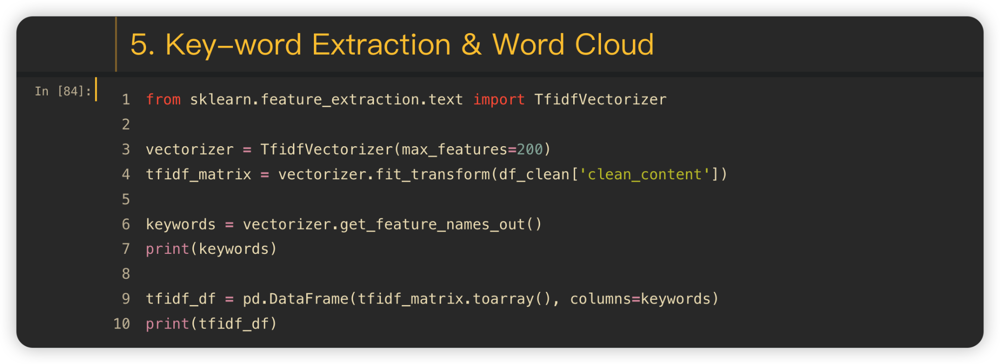 5. Key-word Extraction & Word Cloud
In [84]:
1 from sklearn.feature_extraction.text import TfidfVectorizer
2
3 vectorizer = TfidfVectorizer(max_features=200)
4 tfidf_matrix = vectorizer.fit_transform(df_clean['clean_content'])
5
6 keywords = vectorizer.get_feature_names_out()
7 print(keywords)
8
9 tfidf_df = pd.DataFrame(tfidf_matrix.toarray(), columns=keywords)
10 print(tfidf_df)